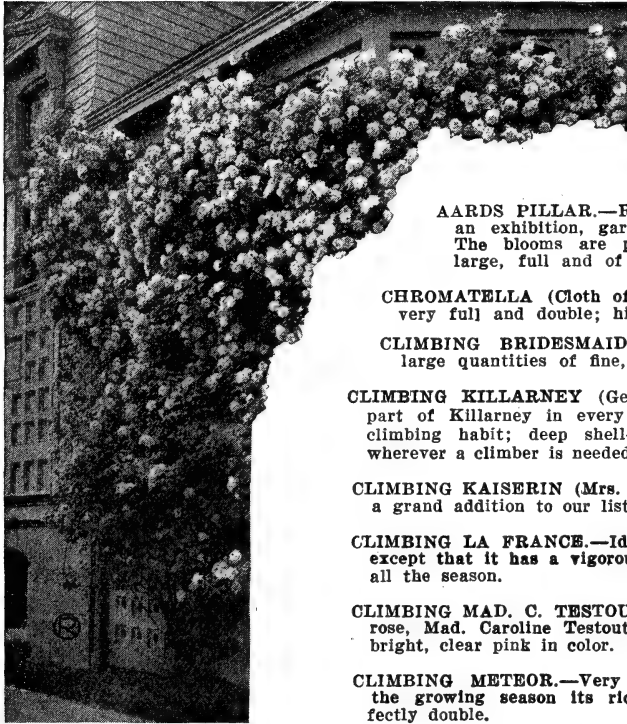 AARDS PILLAR.—
an exhibition, gar
The blooms are
large, full and of
CHROMATELLA (Cloth of
very full and double; hi
CLIMBING BRIDESMAID
large quantities of fine,
CLIMBING KILLARNEY (Ge
part of Killarney in every
climbing habit; deep shell-
wherever a climber is needed
CLIMBING KAISERIN (Mrs.
a grand addition to our list
CLIMBING LA FRANCE.—Id
except that it has a vigorou
all the season.
CLIMBING MAD. C. TESTOU
rose, Mad. Caroline Testout
bright, clear pink in color.
CLIMBING METEOR.—Very
the growing season its ric
fectly double.
R